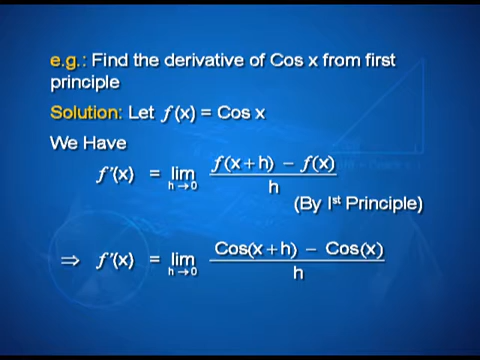 e.g.: Find the derivative of Cos x from first
principle
Solution: Let f(x) = Cos x
We Have
f'(x) = lim h→0 f(x+h) − f(x) / h
(By Ist Principle)
⇒ f'(x) = lim h→0 Cos(x+h) − Cos(x) / h